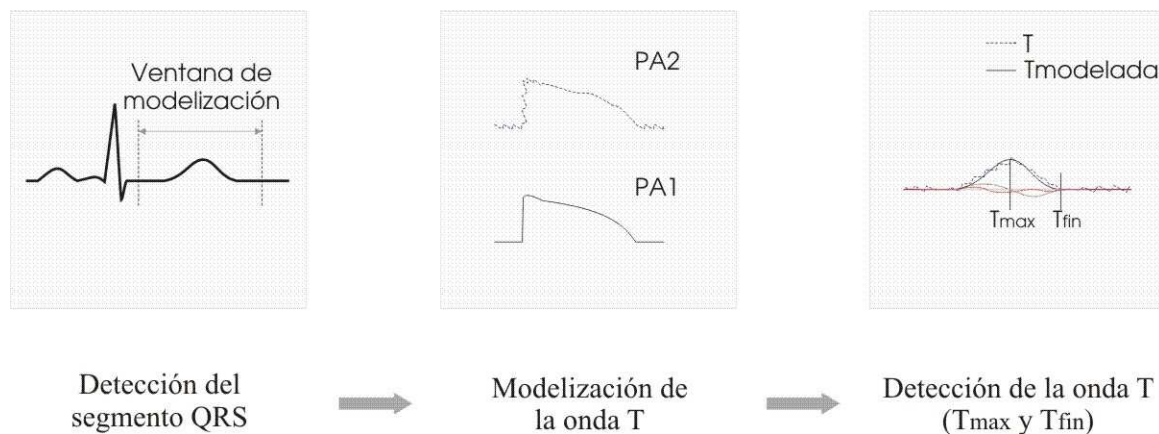 Ventana de
modelización
PA2
PA1
T
Tmodelada
Tmax
Tfin
Detección del
segmento QRS
Modelización de
la onda T
Detección de la onda T
(Tmax y Tfin)